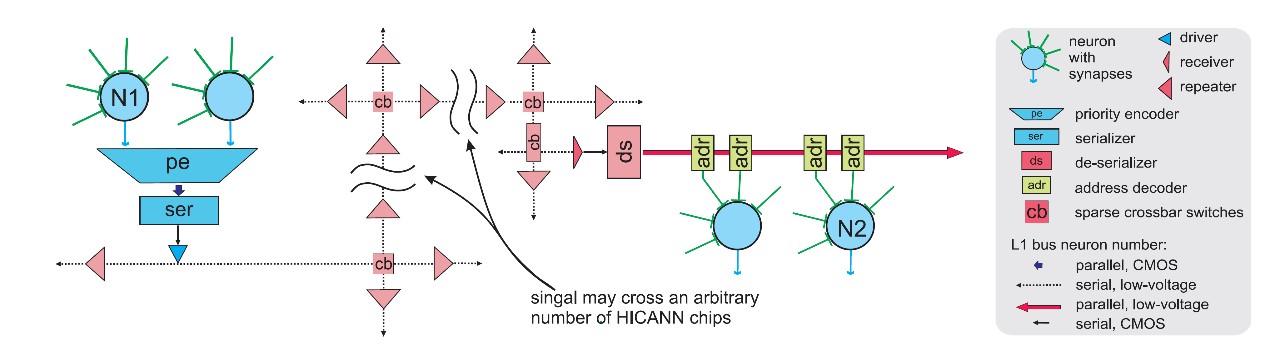 N1
pe
ser
cb
cb
cb
cb
ds
adr
adr
adr
adr
N2
singal may cross an arbitrary
number of HICANN chips
neuron
with
synapses
driver
receiver
repeater
pe priority encoder
ser serializer
ds de-serializer
adr address decoder
cb sparse crossbar switches
L1 bus neuron number:
parallel, CMOS
serial, low-voltage
parallel, low-voltage
serial, CMOS